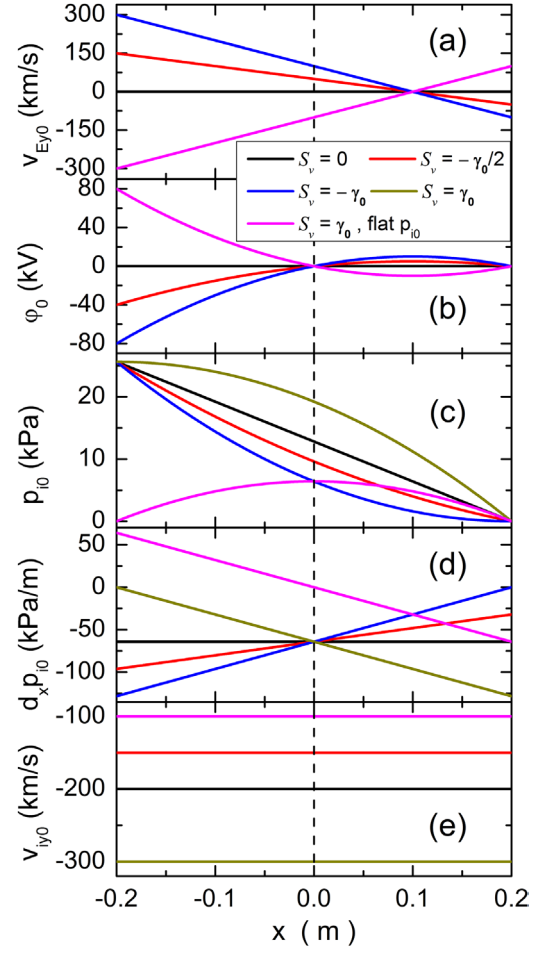 300
150
0
-150
-300
v_Ey0 (km/s)
(a)
S_v = 0
S_v = -γ_0/2
S_v = -γ_0
S_v = γ_0
S_v = γ_0 , flat p_i0
80
40
0
-40
-80
φ_0 (kV)
(b)
20
10
0
p_i0 (kPa)
(c)
50
0
-50
-100
d_xp_i0 (kPa/m)
(d)
-100
-200
-300
v_iy0 (km/s)
(e)
-0.2 -0.1 0.0 0.1 0.2
x ( m )